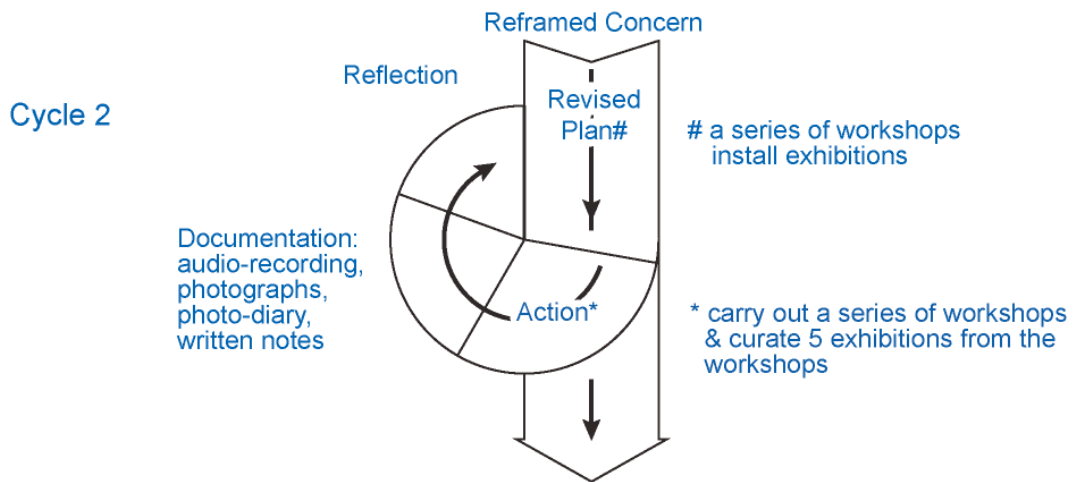 Reframed Concern
Reflection
Cycle 2
Revised
Plan#
# a series of workshops
install exhibitions
Documentation:
audio-recording,
photographs,
photo-diary,
written notes
Action*
* carry out a series of workshops
& curate 5 exhibitions from the
workshops